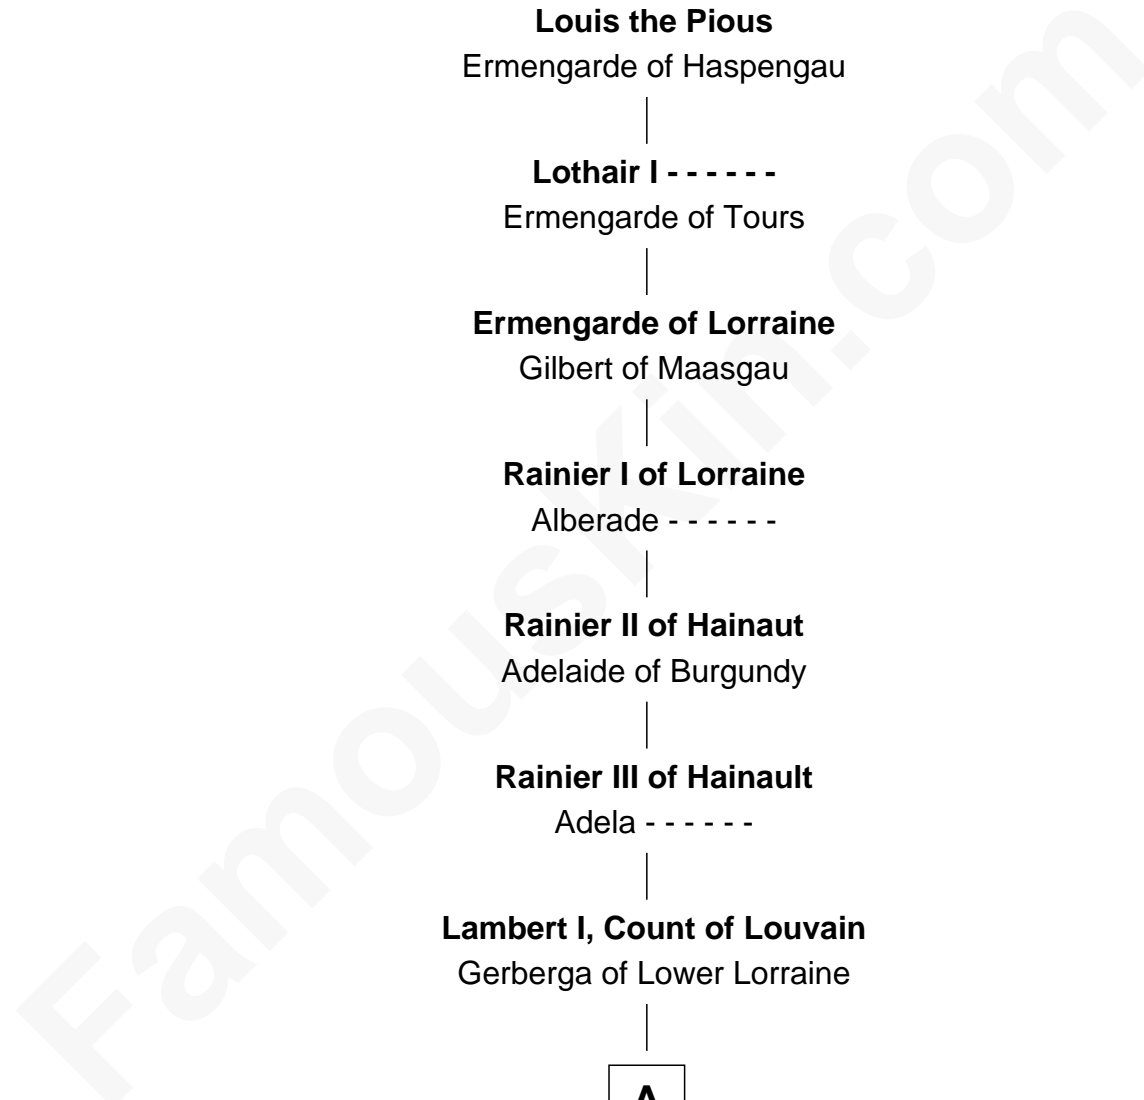 Louis the Pious
Ermengarde of Haspengau
Lothair I - - - - - -
Ermengarde of Tours
Ermengarde of Lorraine
Gilbert of Maasgau
Rainier I of Lorraine
Alberade - - - - - -
Rainier II of Hainaut
Adelaide of Burgundy
Rainier III of Hainault
Adela - - - - - -
Lambert I, Count of Louvain
Gerberga of Lower Lorraine
A
FamousKin.com